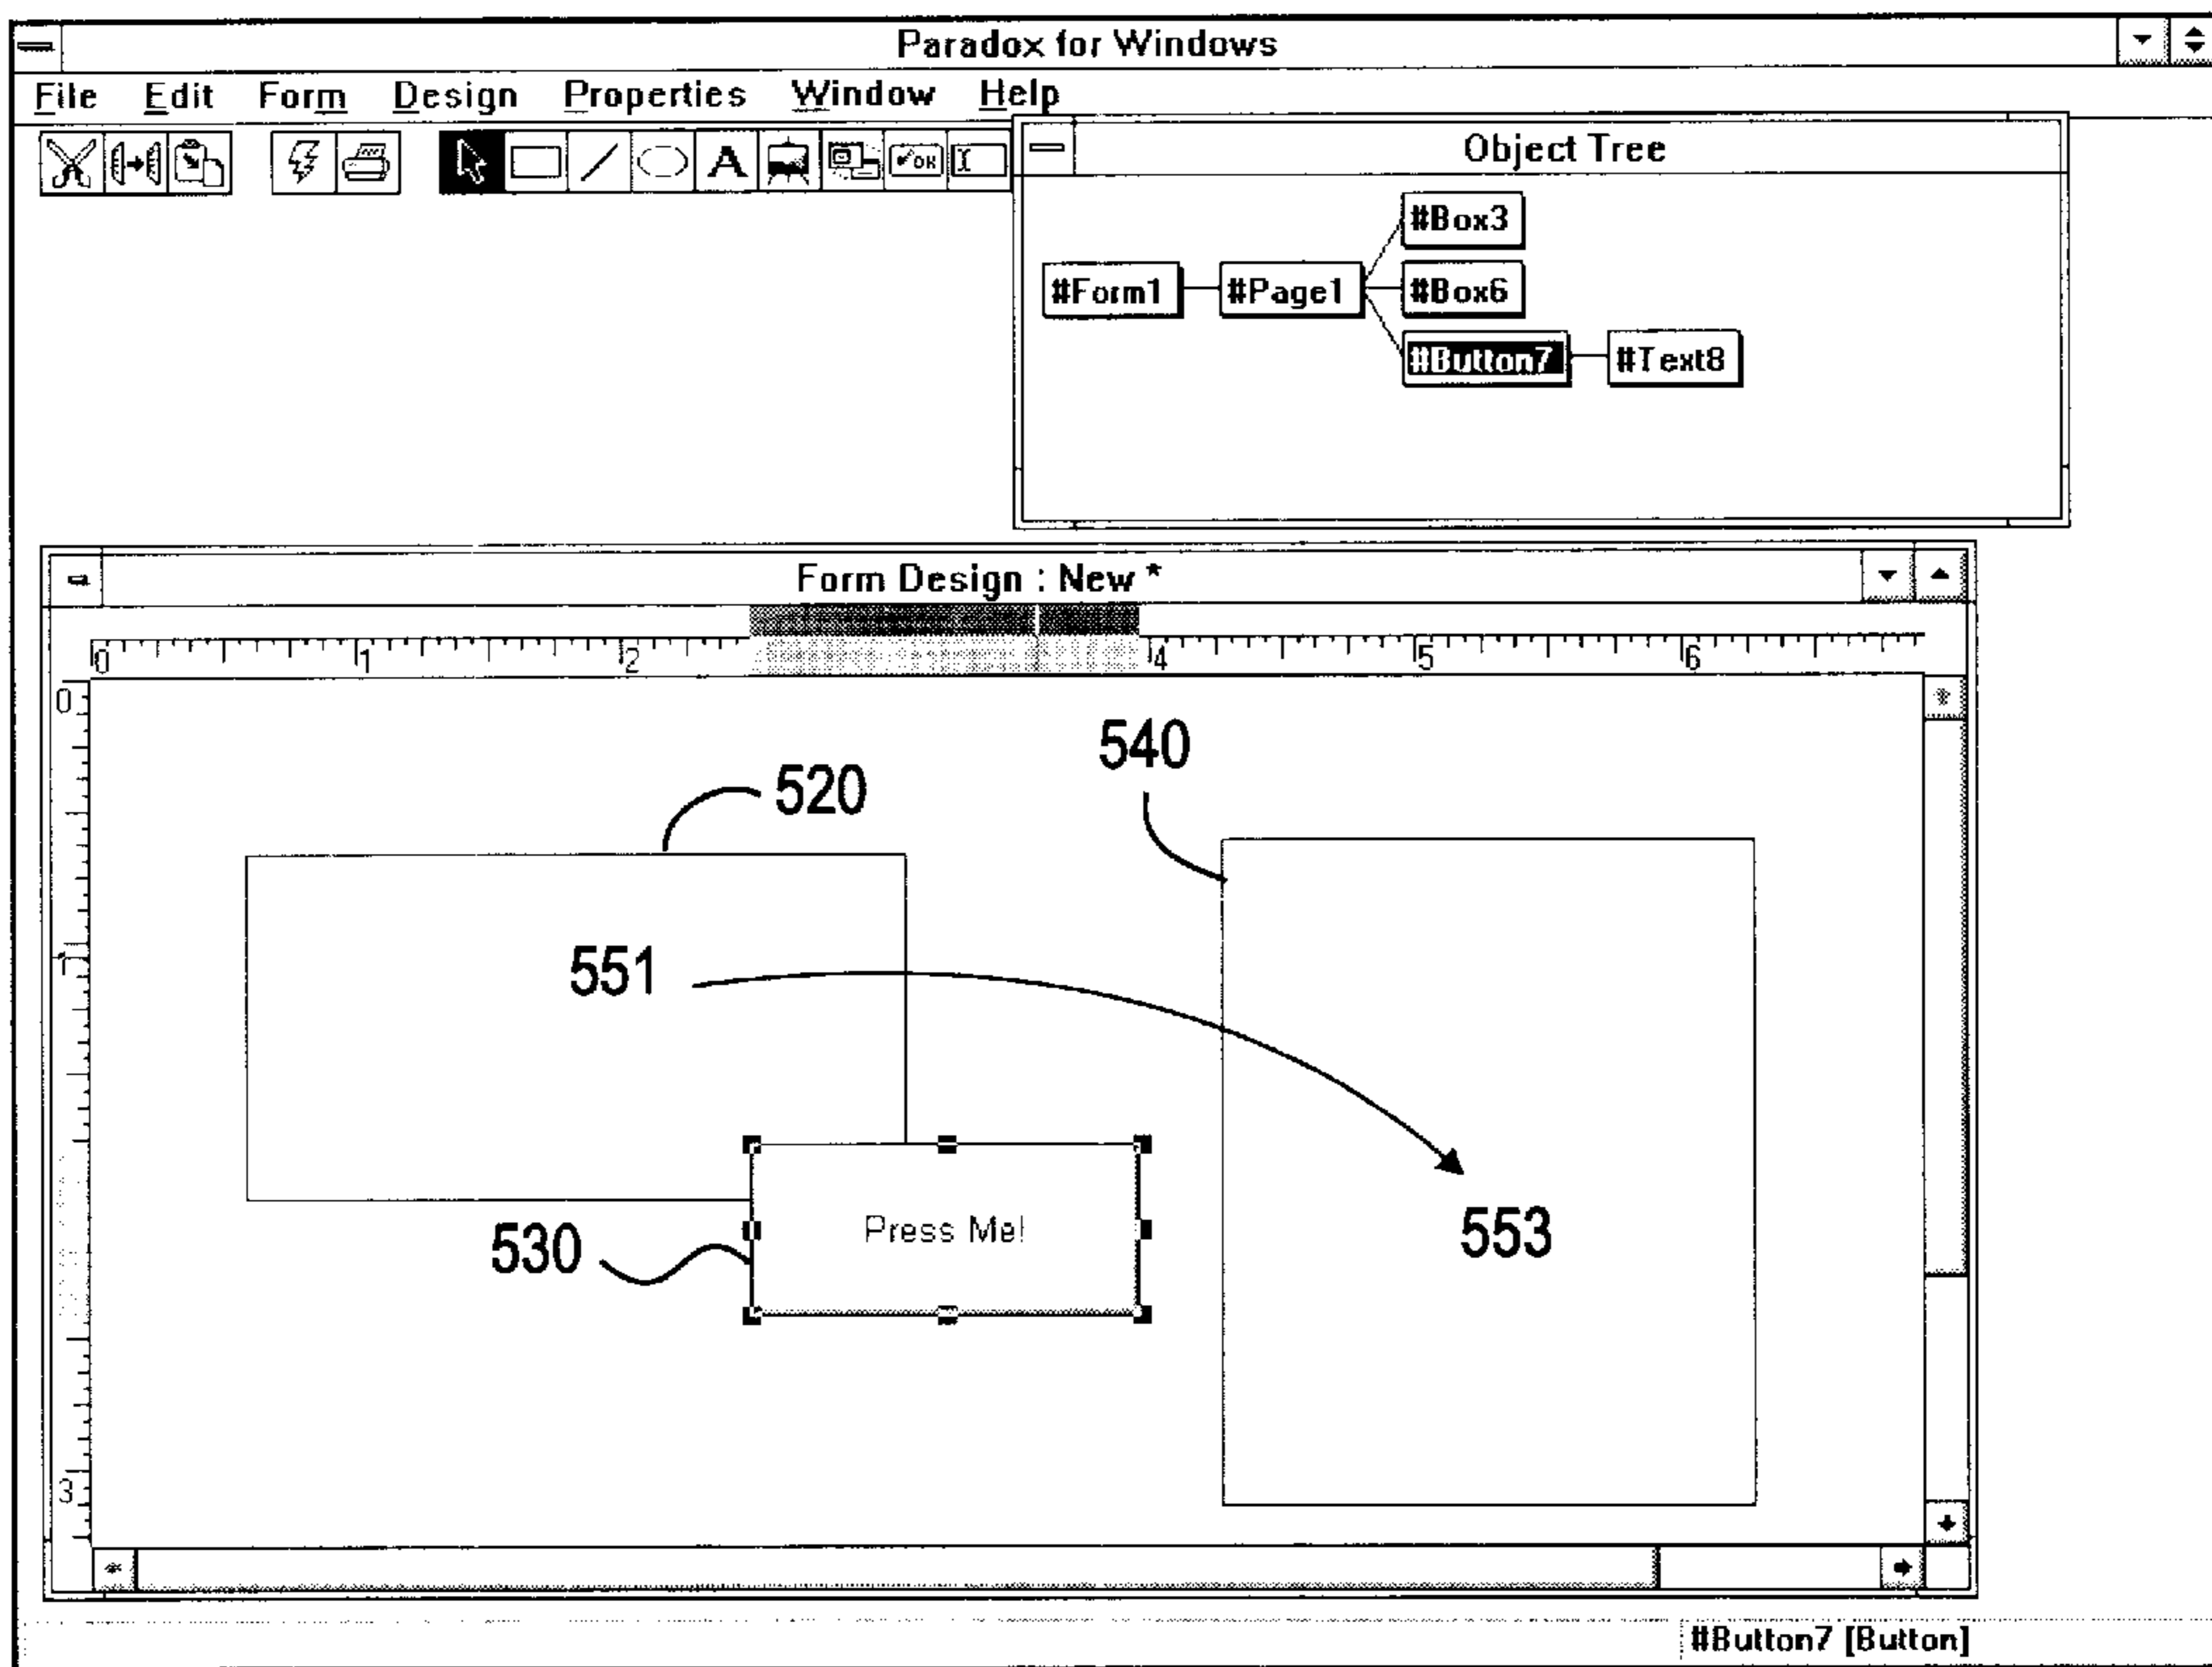 Paradox for Windows
File Edit Form Design Properties Window Help
A OK
Object Tree
#Box3
#Form1 #Page1 #Box6
#Button7 #Text8
Form Design : New *
0 1 2 4 5 6
0
540
520
551
1
530 Press Me! 553
3
#Button7 [Button]